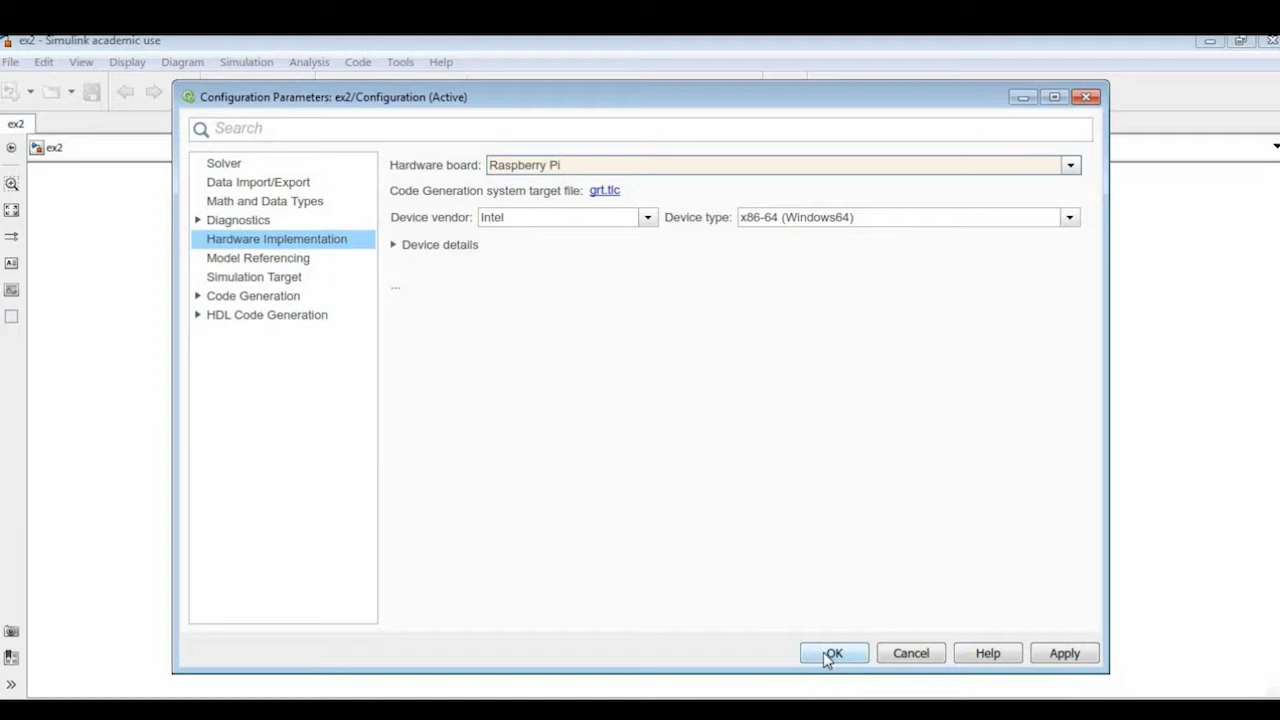 ex2 - Simulink academic use
File Edit View Display Diagram Simulation Analysis Code Tools Help
Configuration Parameters: ex2/Configuration (Active)
ex2
Search
ex2
Solver
Data Import/Export
Math and Data Types
Diagnostics
Hardware Implementation
Model Referencing
Simulation Target
Code Generation
HDL Code Generation
Hardware board: Raspberry Pi
Code Generation system target file: grt.tlc
Device vendor: Intel Device type: x86-64 (Windows64)
Device details
...
OK Cancel Help Apply